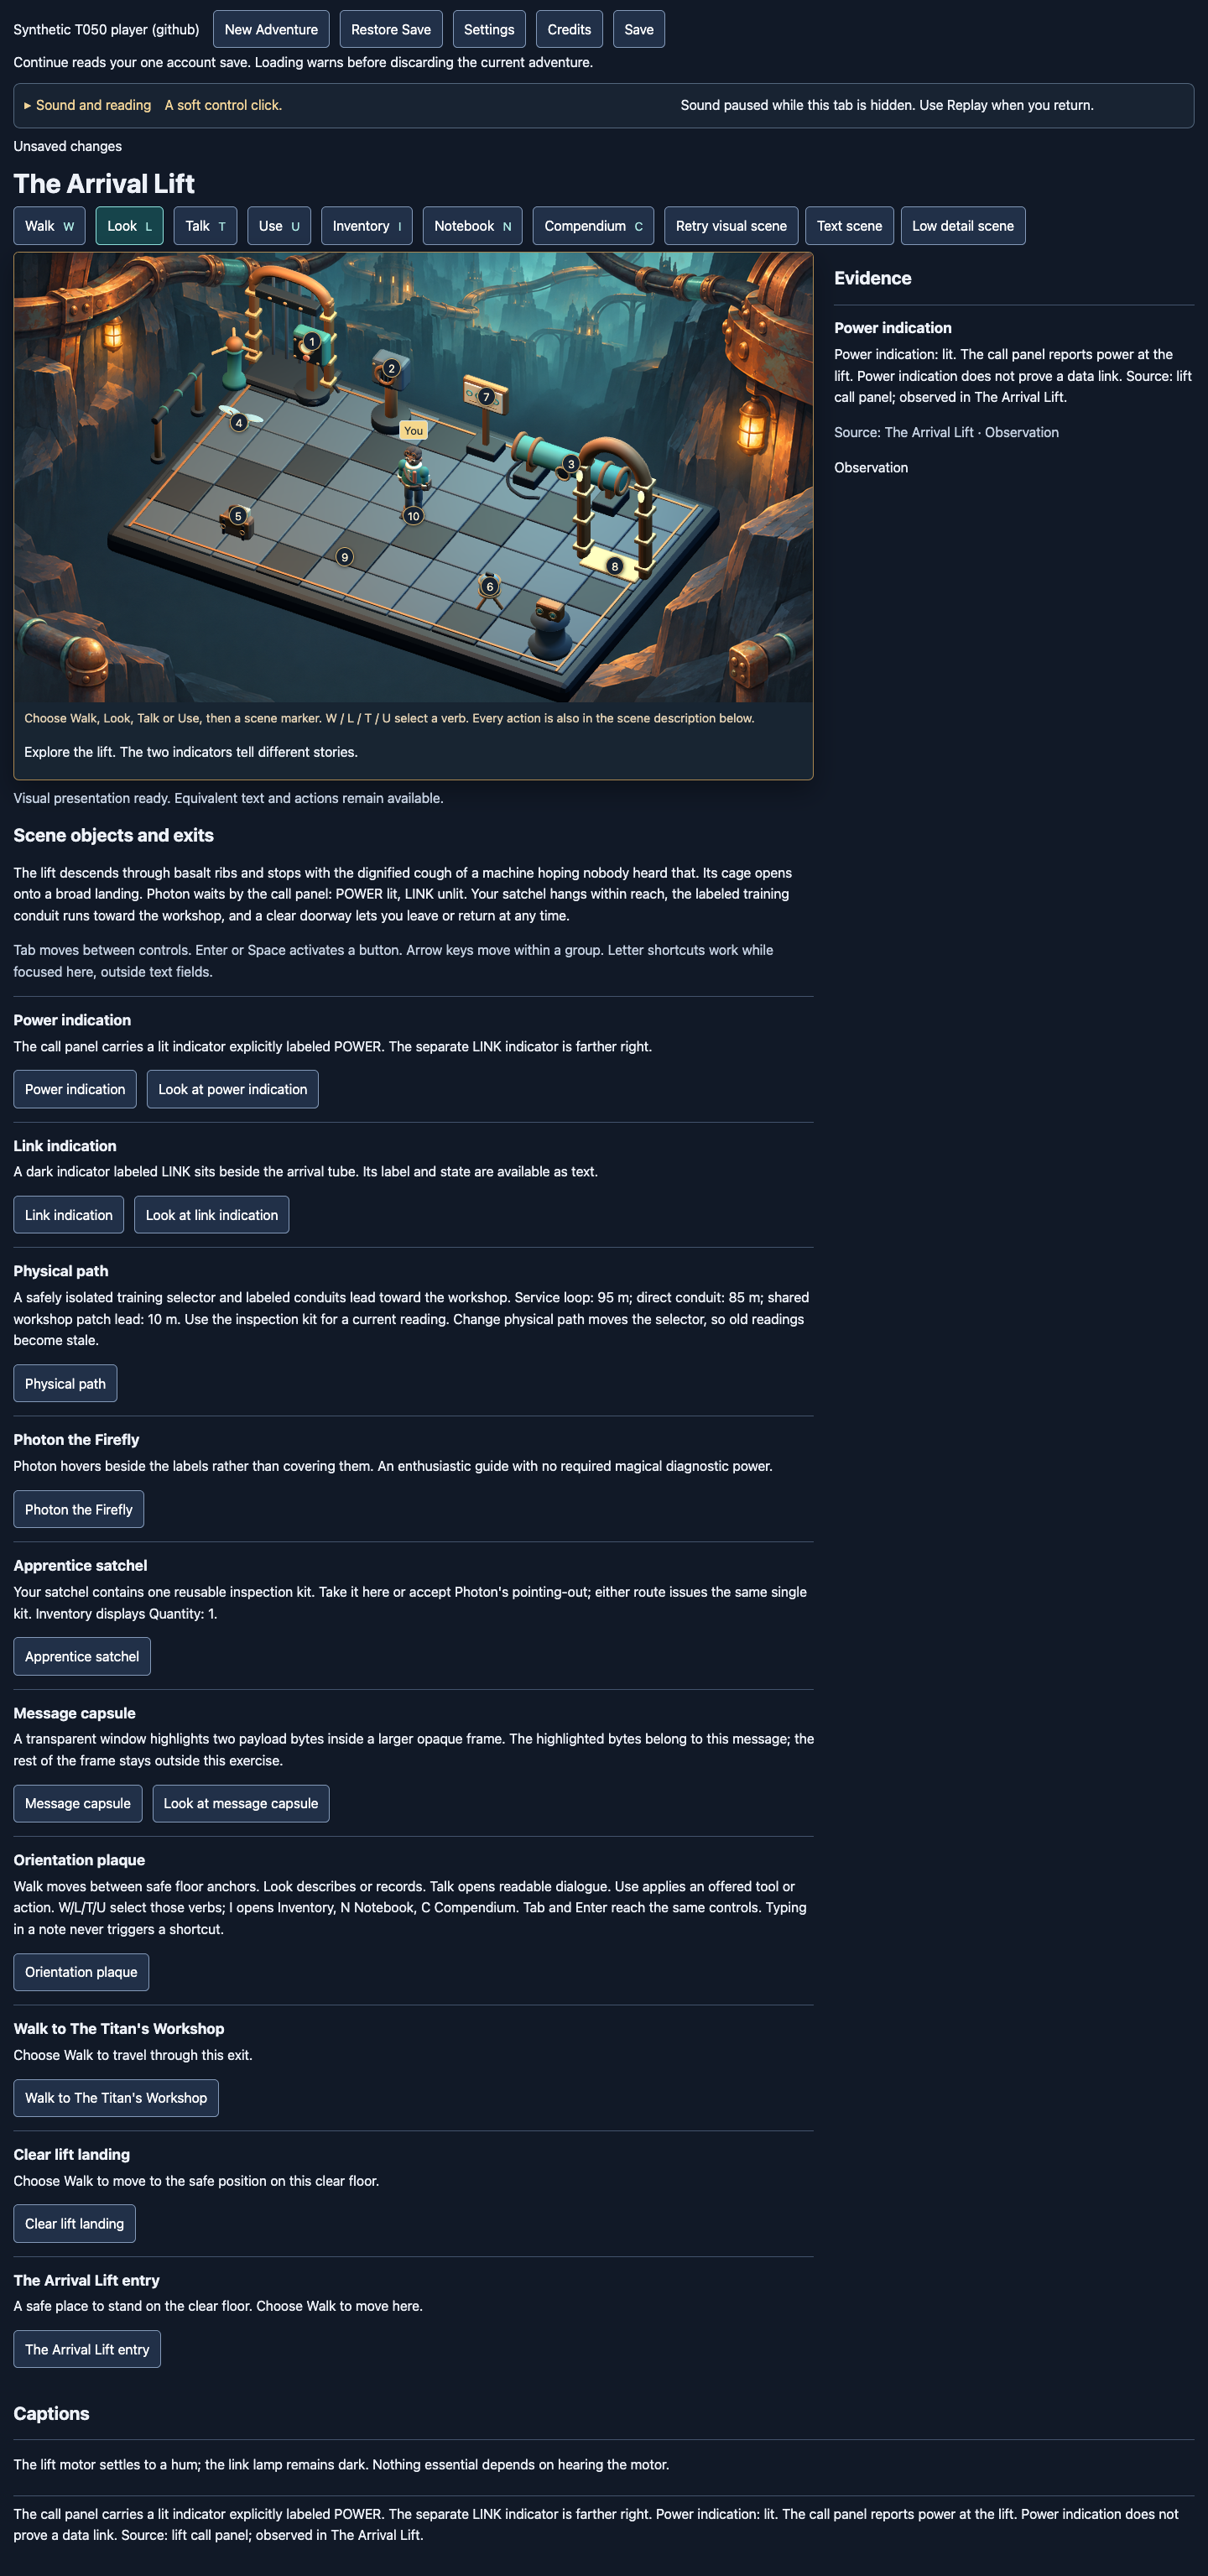 Synthetic T050 player (github) New Adventure Restore Save Settings Credits Save
Continue reads your one account save. Loading warns before discarding the current adventure.
▸ Sound and reading A soft control click. Sound paused while this tab is hidden. Use Replay when you return.
Unsaved changes
The Arrival Lift
Walk W Look L Talk T Use U Inventory I Notebook N Compendium C Retry visual scene Text scene Low detail scene
1
2
7
4
You
3
5
10
9
8
6
Choose Walk, Look, Talk or Use, then a scene marker. W / L / T / U select a verb. Every action is also in the scene description below.
Explore the lift. The two indicators tell different stories.
Evidence
Power indication
Power indication: lit. The call panel reports power at the
lift. Power indication does not prove a data link. Source: lift
call panel; observed in The Arrival Lift.
Source: The Arrival Lift · Observation
Observation
Visual presentation ready. Equivalent text and actions remain available.
Scene objects and exits
The lift descends through basalt ribs and stops with the dignified cough of a machine hoping nobody heard that. Its cage opens
onto a broad landing. Photon waits by the call panel: POWER lit, LINK unlit. Your satchel hangs within reach, the labeled training
conduit runs toward the workshop, and a clear doorway lets you leave or return at any time.
Tab moves between controls. Enter or Space activates a button. Arrow keys move within a group. Letter shortcuts work while
focused here, outside text fields.
Power indication
The call panel carries a lit indicator explicitly labeled POWER. The separate LINK indicator is farther right.
Power indication Look at power indication
Link indication
A dark indicator labeled LINK sits beside the arrival tube. Its label and state are available as text.
Link indication Look at link indication
Physical path
A safely isolated training selector and labeled conduits lead toward the workshop. Service loop: 95 m; direct conduit: 85 m; shared
workshop patch lead: 10 m. Use the inspection kit for a current reading. Change physical path moves the selector, so old readings
become stale.
Physical path
Photon the Firefly
Photon hovers beside the labels rather than covering them. An enthusiastic guide with no required magical diagnostic power.
Photon the Firefly
Apprentice satchel
Your satchel contains one reusable inspection kit. Take it here or accept Photon's pointing-out; either route issues the same single
kit. Inventory displays Quantity: 1.
Apprentice satchel
Message capsule
A transparent window highlights two payload bytes inside a larger opaque frame. The highlighted bytes belong to this message; the
rest of the frame stays outside this exercise.
Message capsule Look at message capsule
Orientation plaque
Walk moves between safe floor anchors. Look describes or records. Talk opens readable dialogue. Use applies an offered tool or
action. W/L/T/U select those verbs; I opens Inventory, N Notebook, C Compendium. Tab and Enter reach the same controls. Typing
in a note never triggers a shortcut.
Orientation plaque
Walk to The Titan's Workshop
Choose Walk to travel through this exit.
Walk to The Titan's Workshop
Clear lift landing
Choose Walk to move to the safe position on this clear floor.
Clear lift landing
The Arrival Lift entry
A safe place to stand on the clear floor. Choose Walk to move here.
The Arrival Lift entry
Captions
The lift motor settles to a hum; the link lamp remains dark. Nothing essential depends on hearing the motor.
The call panel carries a lit indicator explicitly labeled POWER. The separate LINK indicator is farther right. Power indication: lit. The call panel reports power at the lift. Power indication does not
prove a data link. Source: lift call panel; observed in The Arrival Lift.